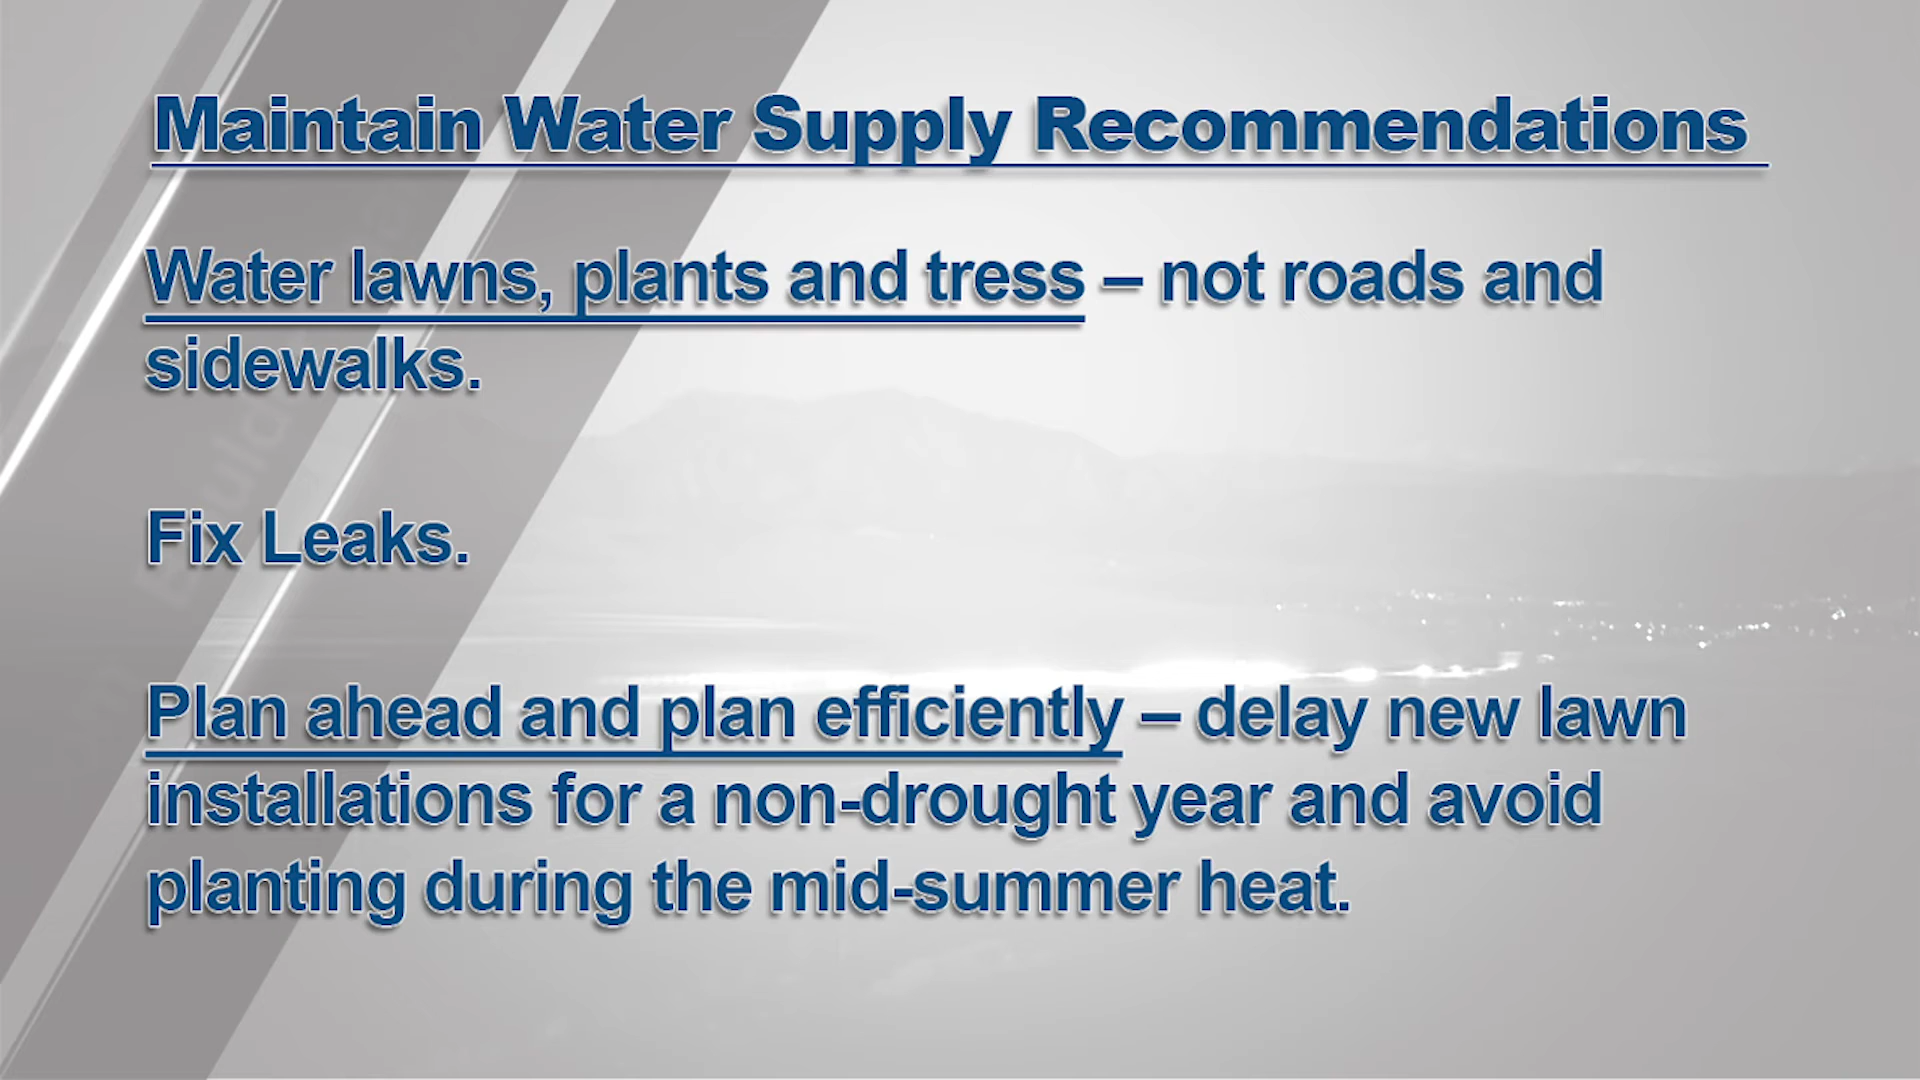 Maintain Water Supply Recommendations
Water lawns, plants and tress – not roads and
sidewalks.
Fix Leaks.
Plan ahead and plan efficiently – delay new lawn
installations for a non-drought year and avoid
planting during the mid-summer heat.